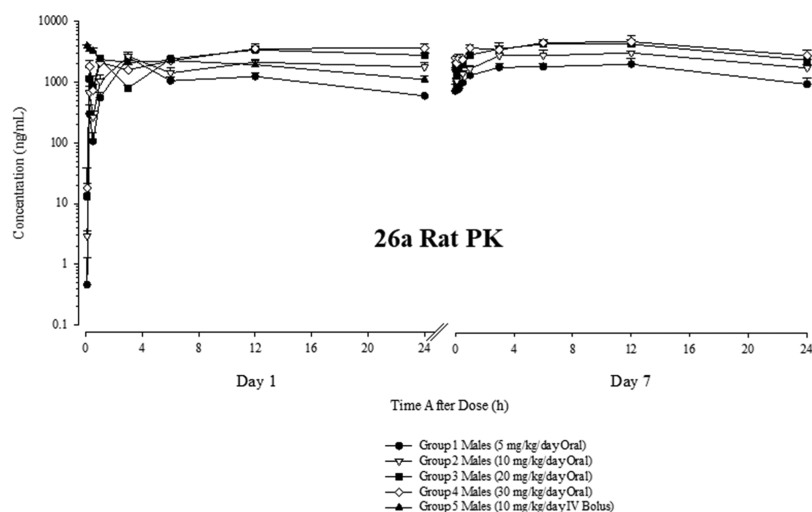 10000
1000
100
10
1
0.1
Concentration (ng/mL)
26a Rat PK
0 4 8 12 16 20 24 0 4 8 12 16 20 24
Day 1 Day 7
Time After Dose (h)
Group 1 Males (5 mg/kg/day Oral)
Group 2 Males (10 mg/kg/day Oral)
Group 3 Males (20 mg/kg/day Oral)
Group 4 Males (30 mg/kg/day Oral)
Group 5 Males (10 mg/kg/day IV Bolus)